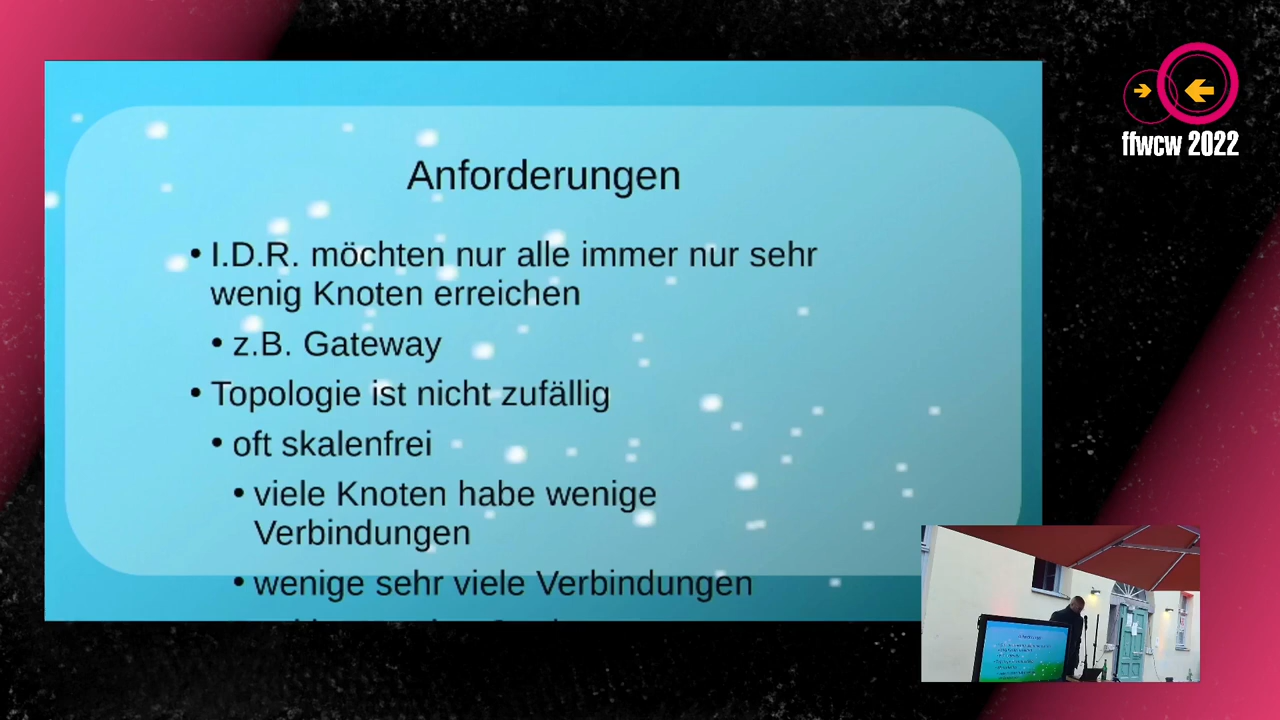 ffwcw 2022
Anforderungen
• I.D.R. möchten nur alle immer nur sehr
wenig Knoten erreichen
• z.B. Gateway
• Topologie ist nicht zufällig
• oft skalenfrei
• viele Knoten habe wenige
Verbindungen
• wenige sehr viele Verbindungen